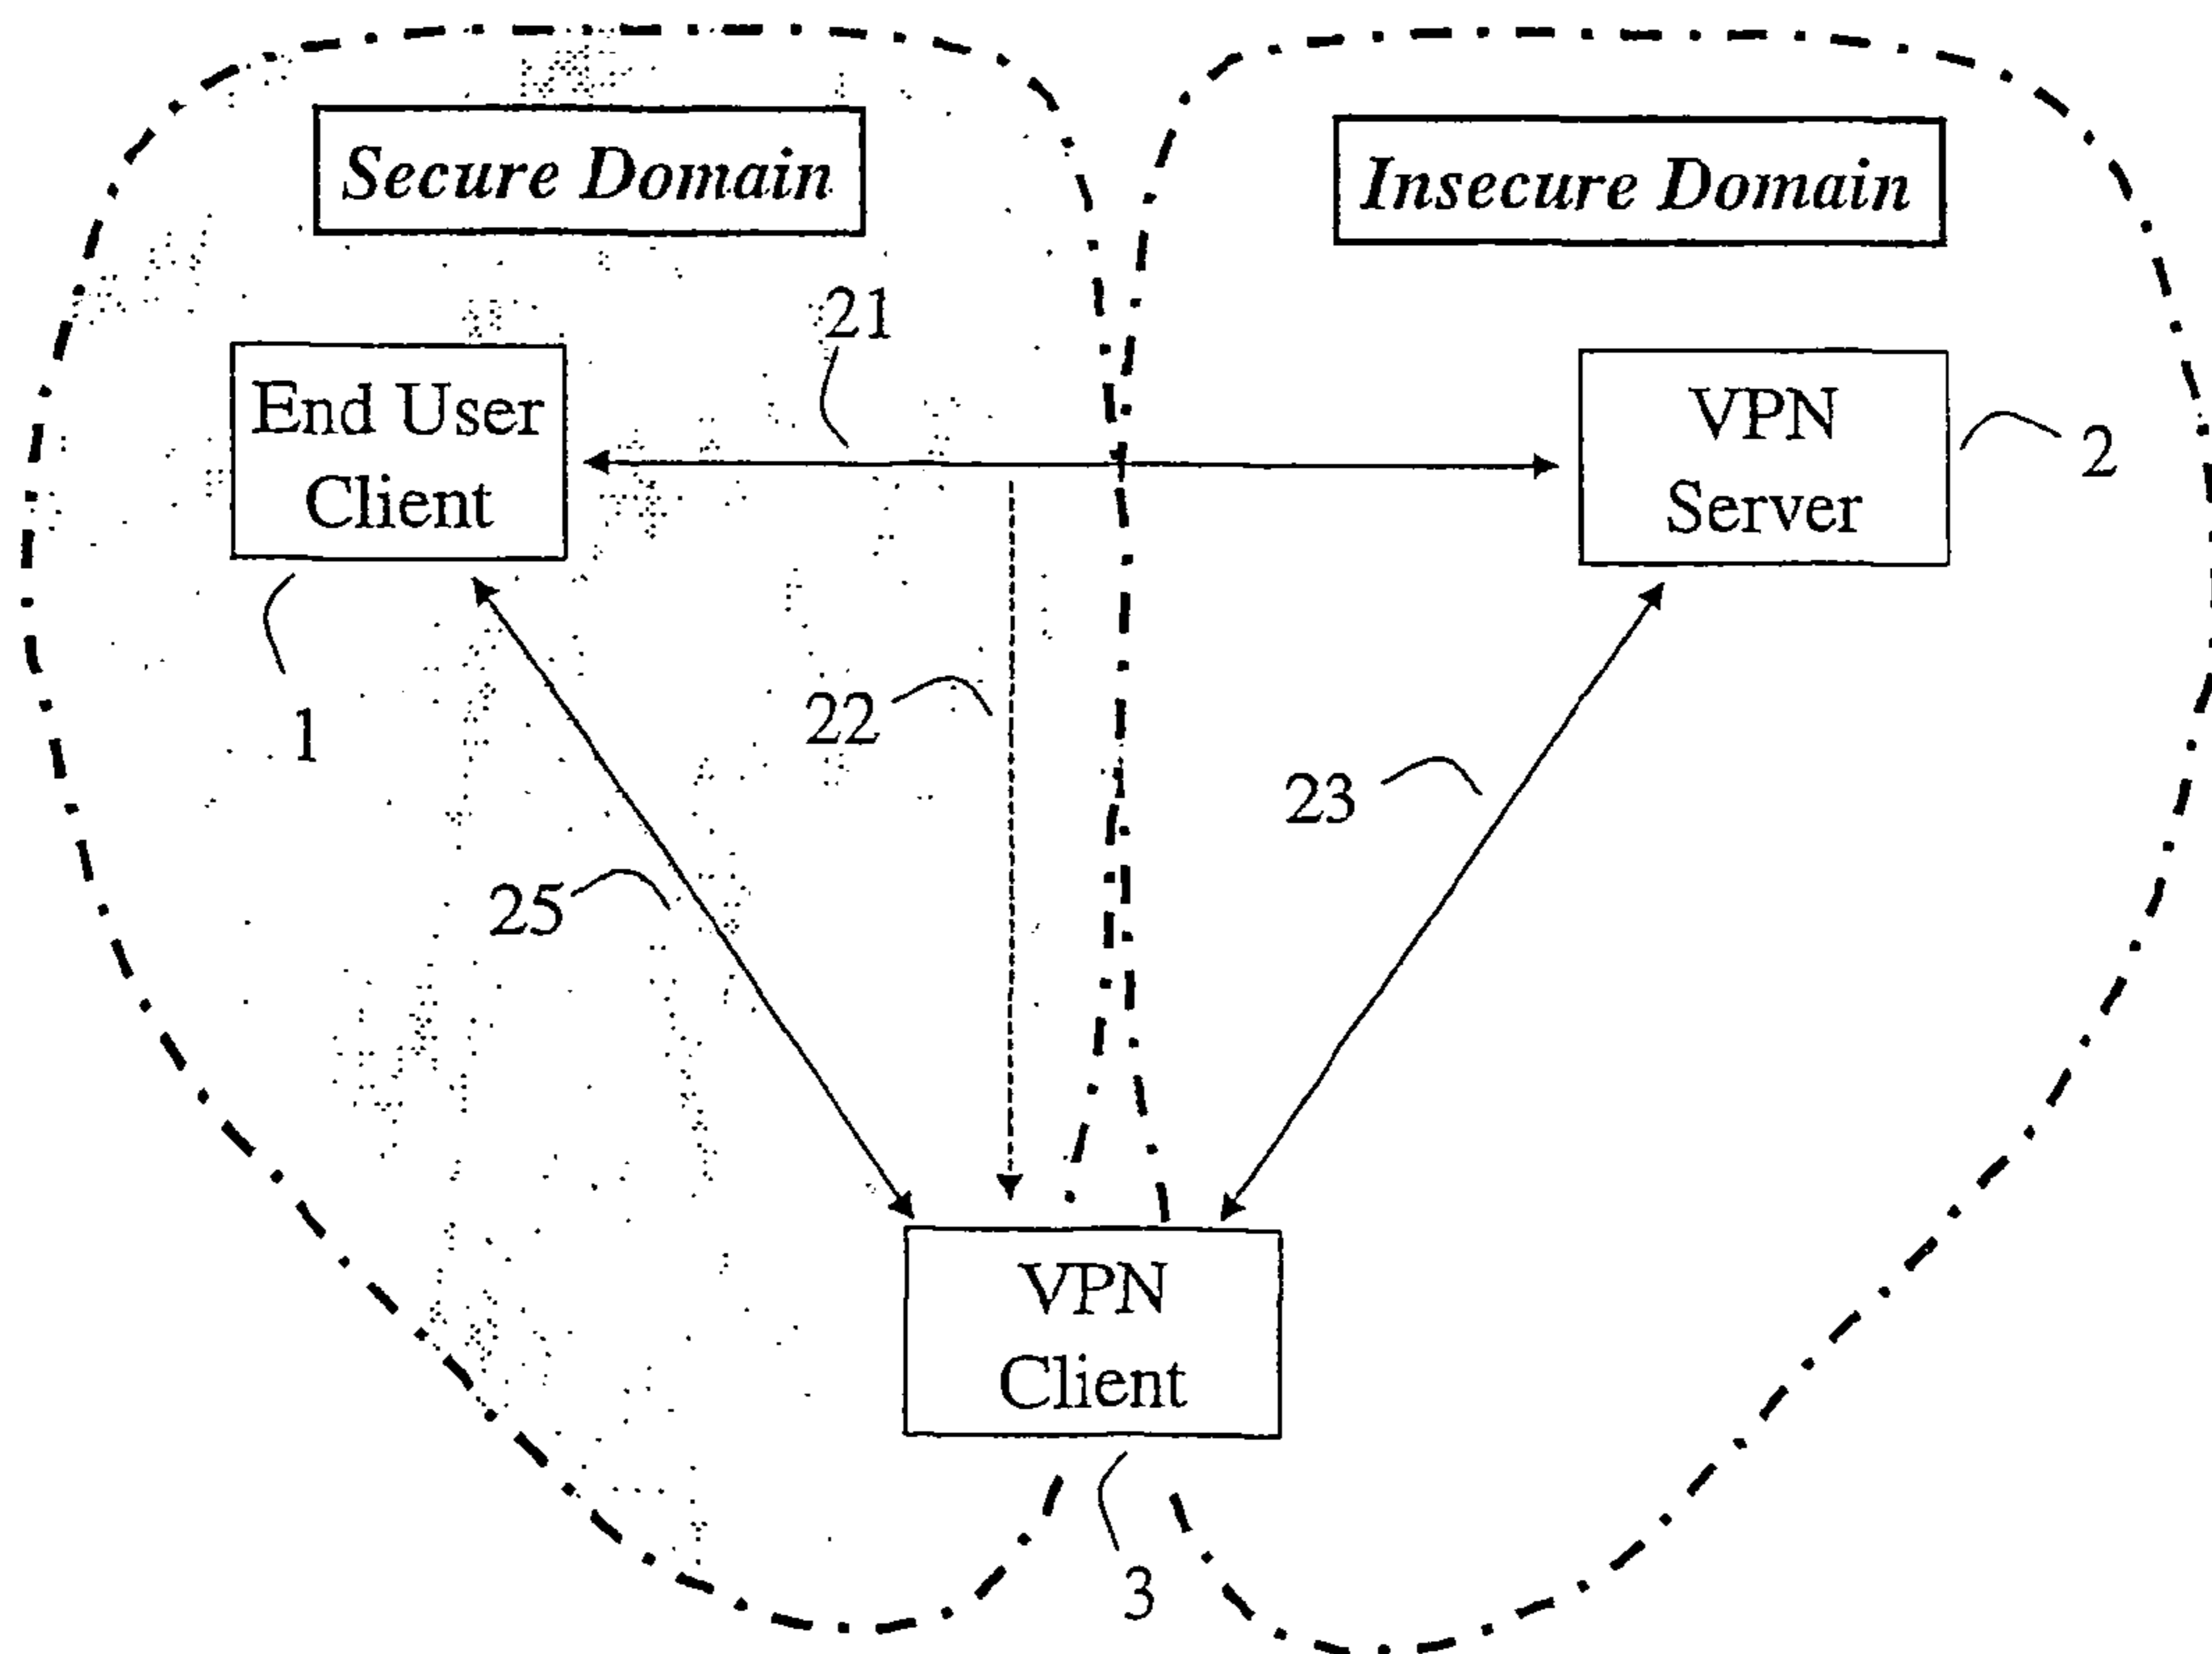 Secure Domain
Insecure Domain
21
End User
Client
VPN
Server
2
1
22
23
25
VPN
Client
3